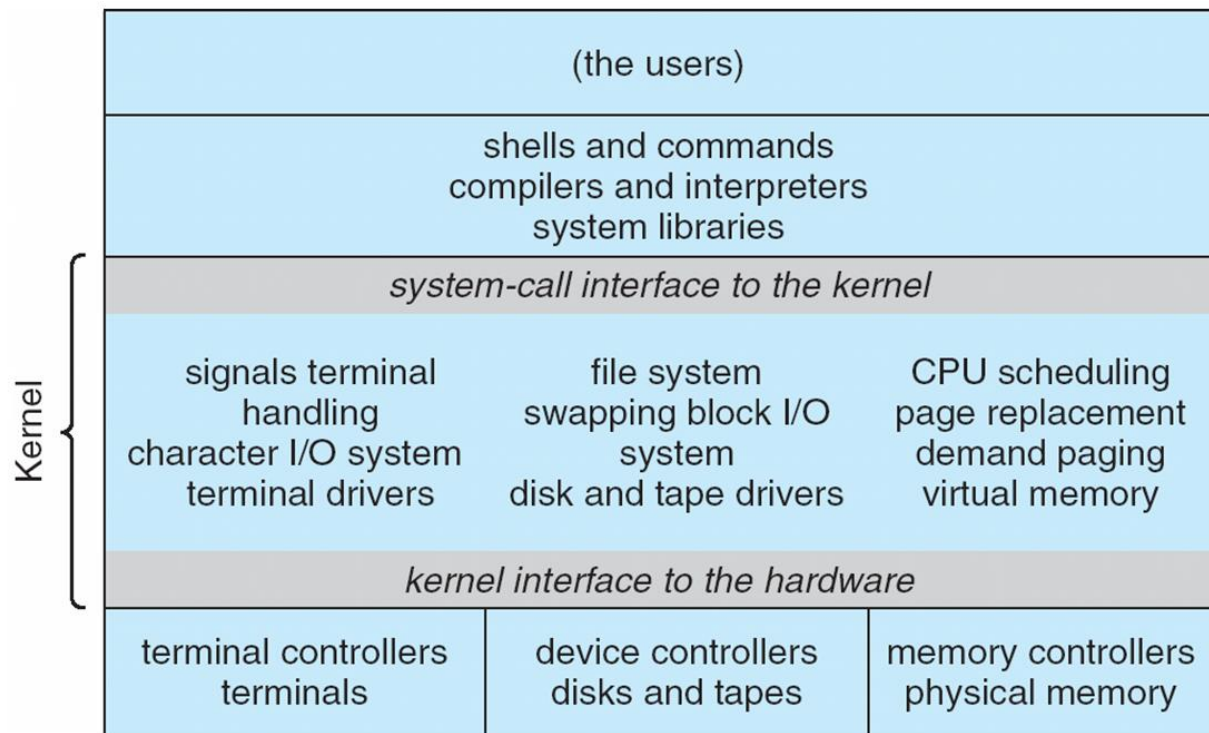 (the users)
shells and commands
compilers and interpreters
system libraries
Kernel
system-call interface to the kernel
signals terminal
handling
character I/O system
terminal drivers
file system
swapping block I/O
system
disk and tape drivers
CPU scheduling
page replacement
demand paging
virtual memory
kernel interface to the hardware
terminal controllers
terminals
device controllers
disks and tapes
memory controllers
physical memory